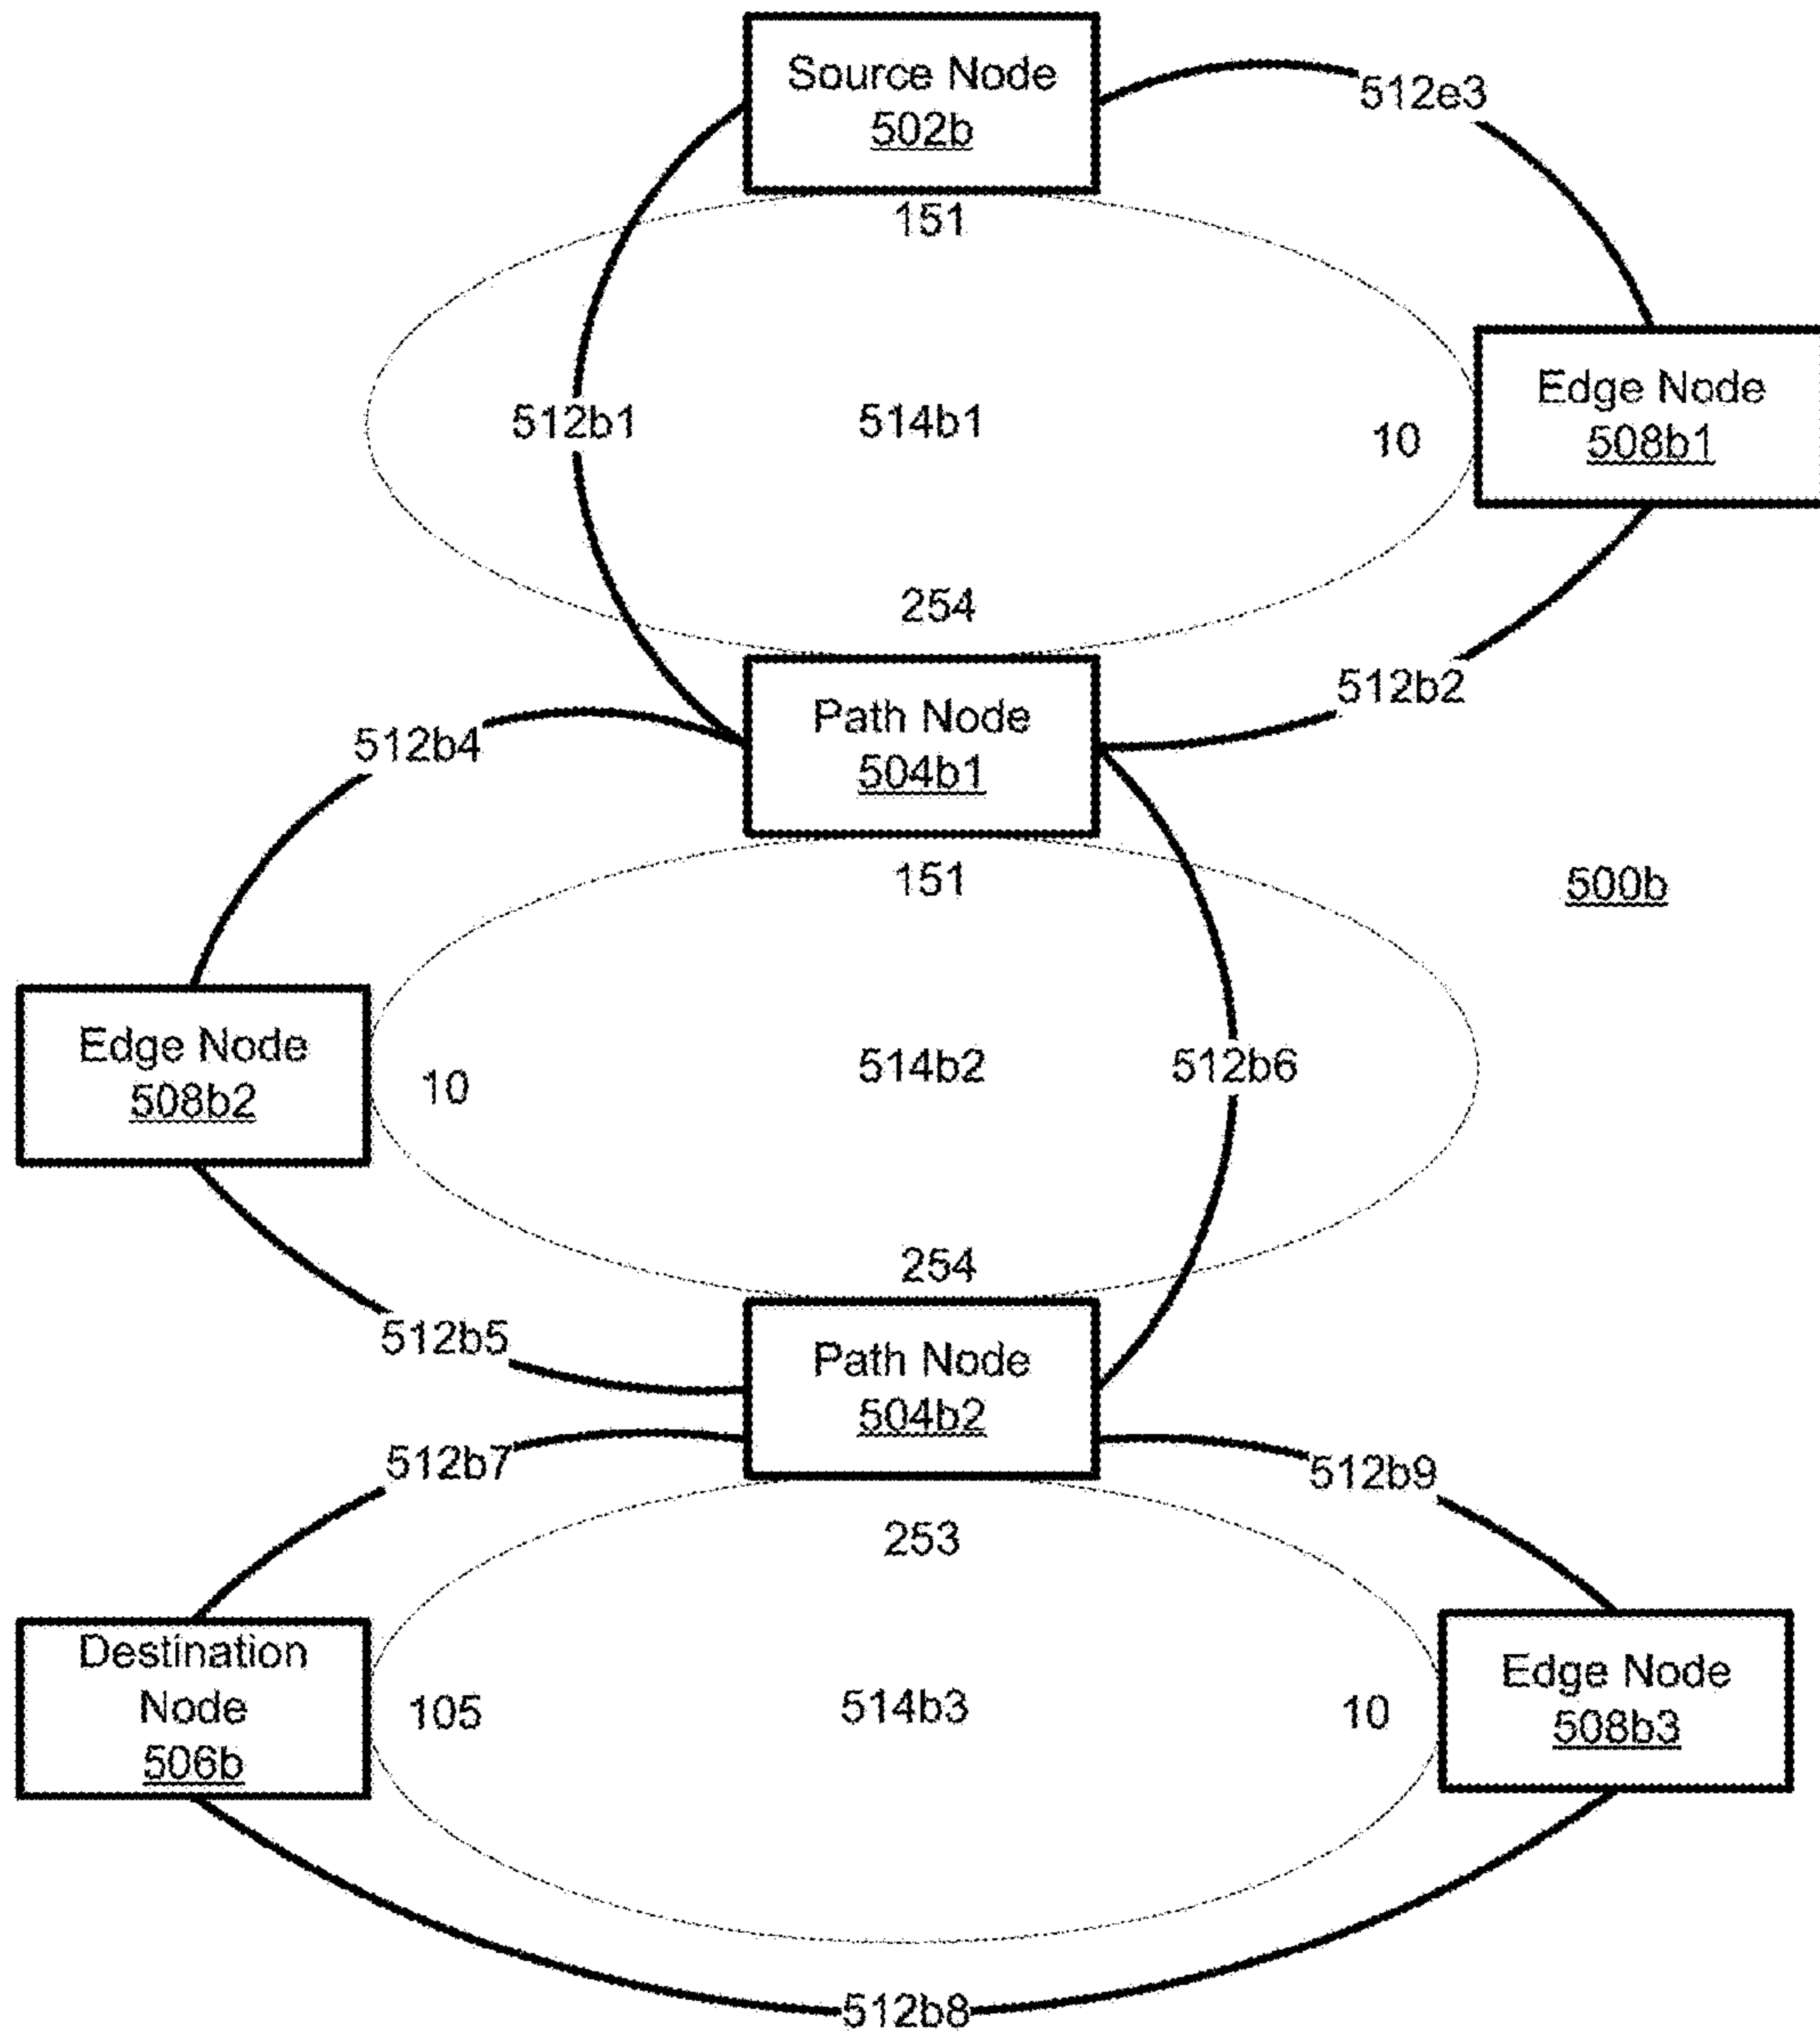 Source Node
502b
512e3
151
Edge Node
508b1
512b1
514b1
10
254
512b2
Path Node
504b1
512b4
151
500b
Edge Node
508b2
10
514b2
512b6
254
512b5
Path Node
504b2
512b7
512b9
253
Destination
Node
506b
105
514b3
10
Edge Node
508b3
512b8